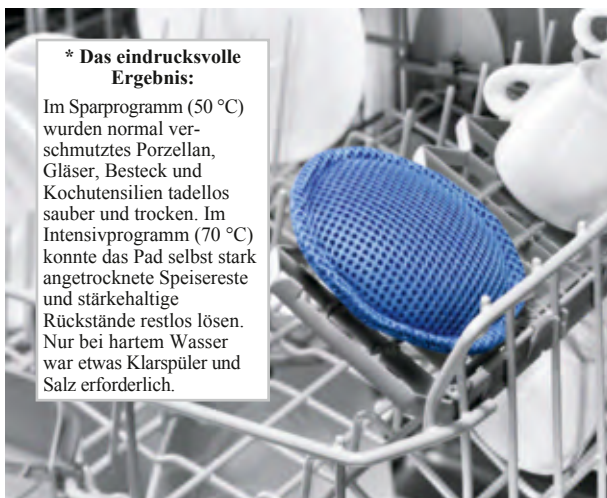 * Das eindrucksvolle
Ergebnis:
Im Sparprogramm (50 °C)
wurden normal ver-
schmutztes Porzellan,
Gläser, Besteck und
Kochutensilien tadellos
sauber und trocken. Im
Intensivprogramm (70 °C)
konnte das Pad selbst stark
angetrocknete Speisereste
und stärkehaltige
Rückstände restlos lösen.
Nur bei hartem Wasser
war etwas Klarspüler und
Salz erforderlich.